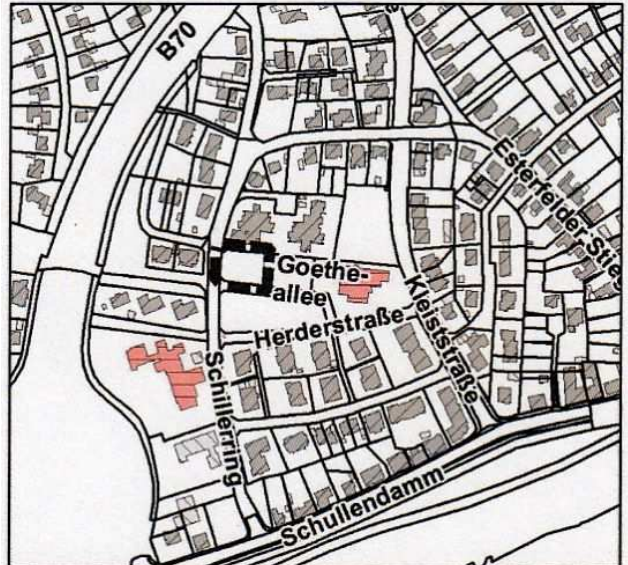 B70
Esterfelder Stieg
Goethe-
allee
Kleiststraße
Herderstraße
Schillerring
Schullendamm